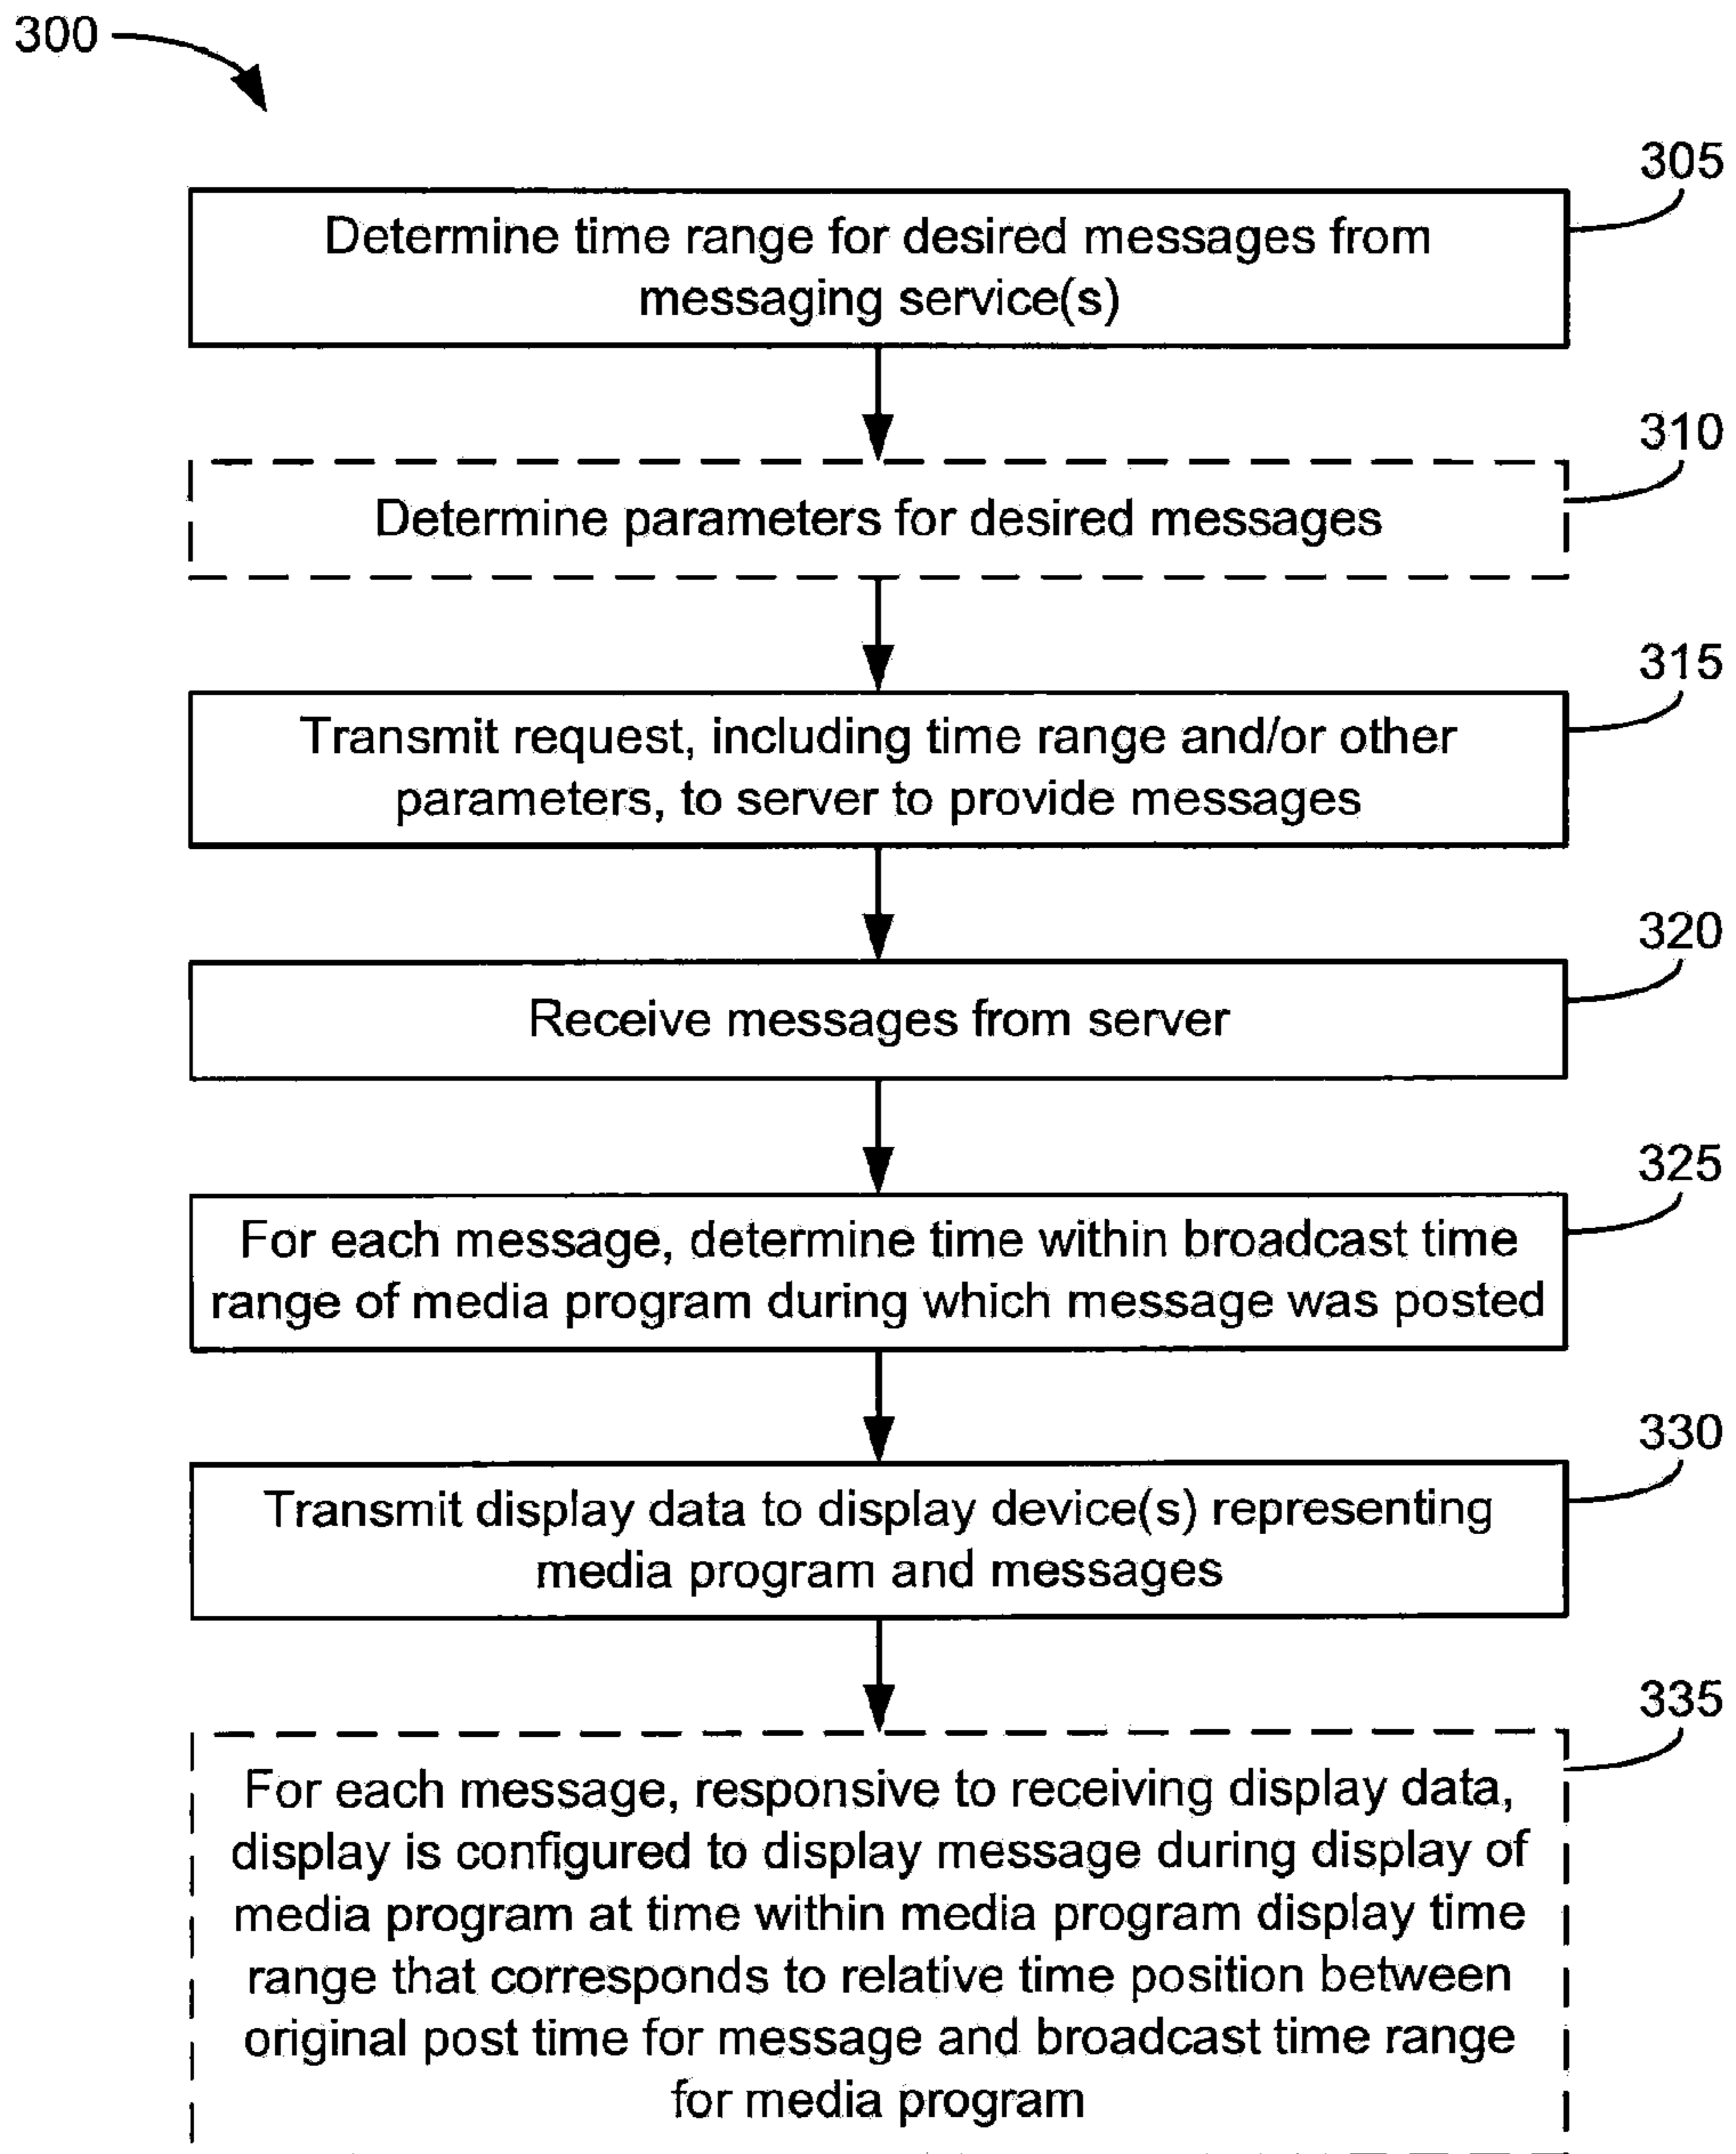 300
305
Determine time range for desired messages from
messaging service(s)
310
Determine parameters for desired messages
315
Transmit request, including time range and/or other
parameters, to server to provide messages
320
Receive messages from server
325
For each message, determine time within broadcast time
range of media program during which message was posted
330
Transmit display data to display device(s) representing
media program and messages
335
For each message, responsive to receiving display data,
display is configured to display message during display of
media program at time within media program display time
range that corresponds to relative time position between
original post time for message and broadcast time range
for media program